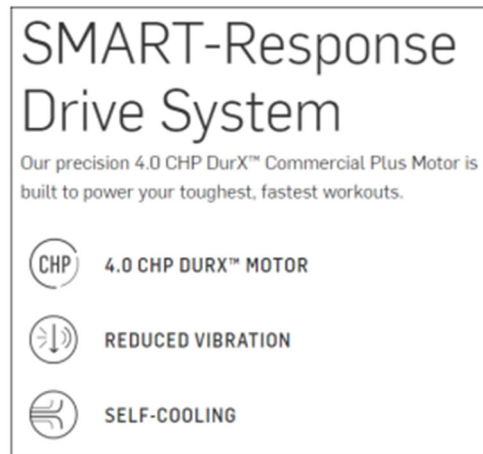 SMART-Response
Drive System
Our precision 4.0 CHP DurX™ Commercial Plus Motor is
built to power your toughest, fastest workouts.
CHP
4.0 CHP DURX™ MOTOR
REDUCED VIBRATION
SELF-COOLING